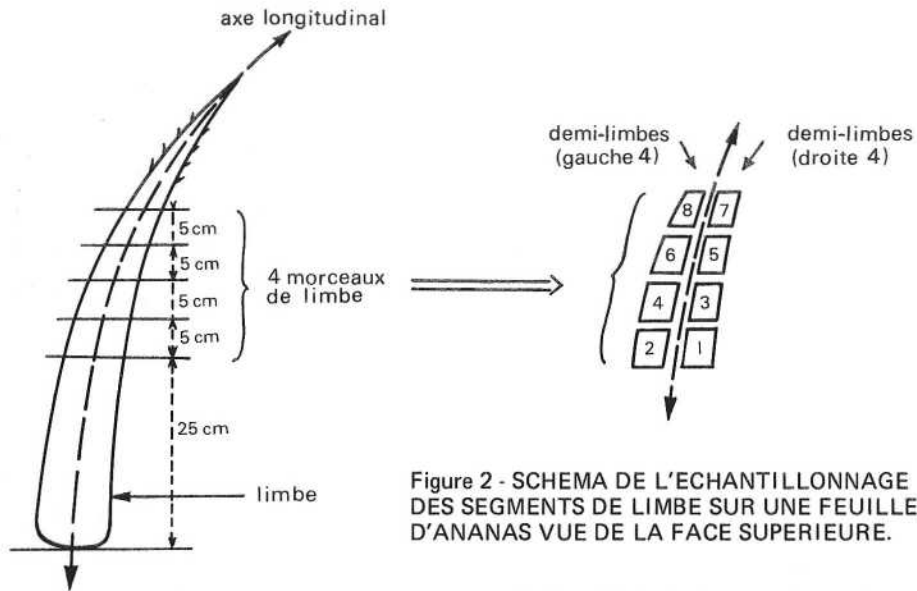 axe longitudinal
demi-limbes
(gauche 4)
demi-limbes
(droite 4)
5 cm
5 cm
5 cm
5 cm
4 morceaux
de limbe
8
7
6
5
4
3
2
1
25 cm
limbe
Figure 2 - SCHEMA DE L'ECHANTILLONNAGE
DES SEGMENTS DE LIMBE SUR UNE FEUILLE
D'ANANAS VUE DE LA FACE SUPERIEURE.